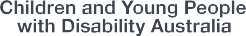 Children and Young People
with Disability Australia